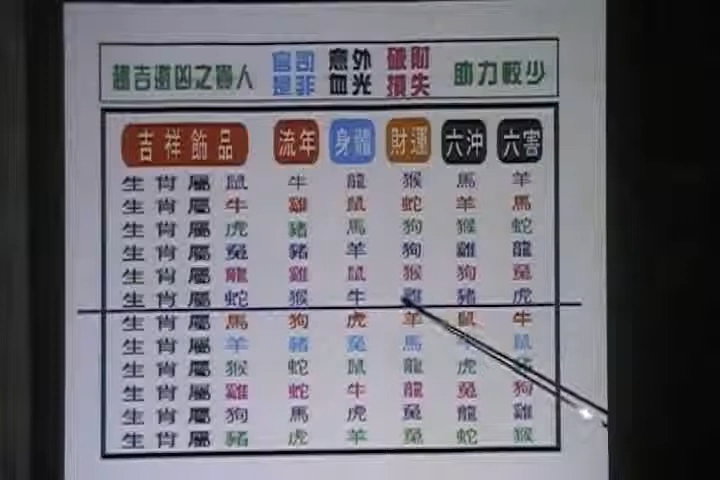 趨吉避凶之貴人 官司 意外 破財 助力較少
是非 血光 損失
吉祥飾品 流年 身體 財運 六沖 六害
生肖屬鼠 牛 龍 猴 馬 羊
生肖屬牛 雞 鼠 蛇 羊 馬
生肖屬虎 豬 馬 狗 猴 蛇
生肖屬兔 豬 羊 狗 雞 龍
生肖屬龍 雞 鼠 猴 狗 兔
生肖屬蛇 猴 牛 雞 豬 虎
生肖屬馬 狗 虎 羊 鼠 牛
生肖屬羊 豬 兔 馬 鼠
生肖屬猴 蛇 鼠 龍 虎
生肖屬雞 蛇 牛 龍 兔 狗
生肖屬狗 馬 虎 兔 龍 雞
生肖屬豬 虎 羊 兔 蛇 猴